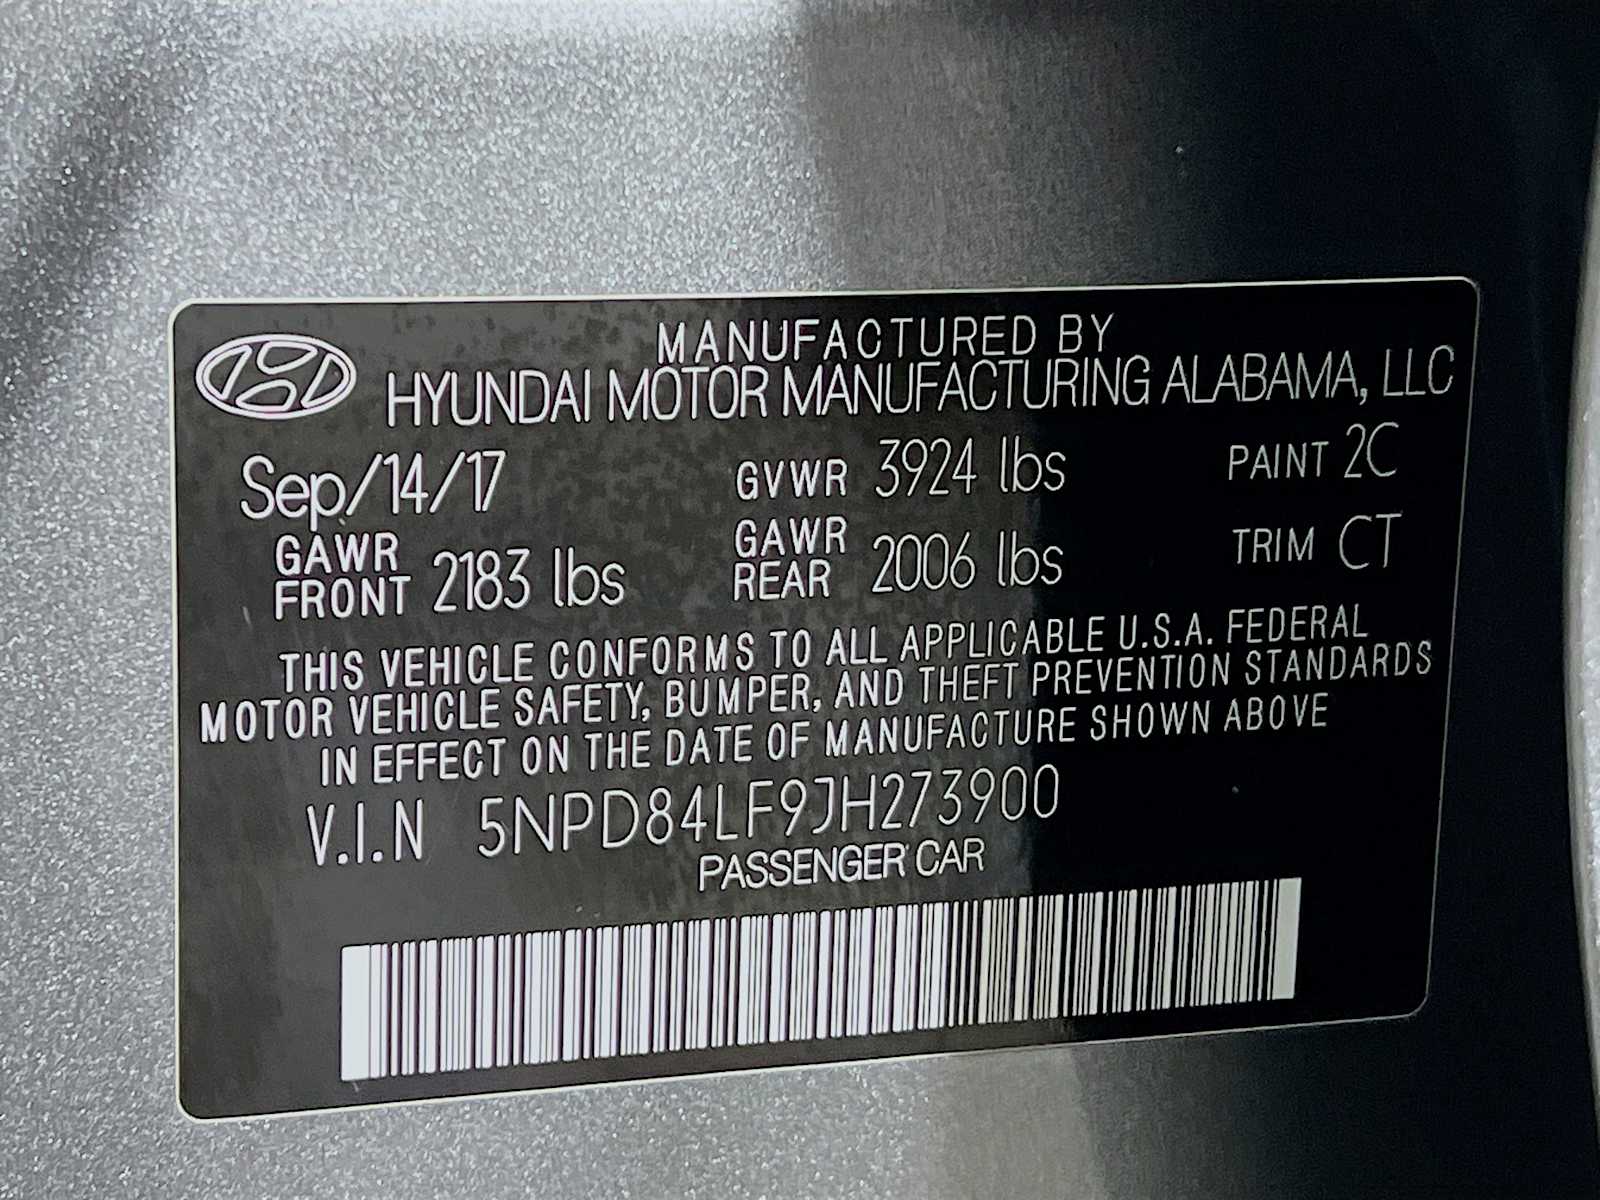 MANUFACTURED BY
HYUNDAI MOTOR MANUFACTURING ALABAMA, LLC
Sep/14/17 GVWR 3924 lbs PAINT 2C
GAWR FRONT 2183 lbs GAWR REAR 2006 lbs TRIM CT
THIS VEHICLE CONFORMS TO ALL APPLICABLE U.S.A. FEDERAL
MOTOR VEHICLE SAFETY, BUMPER, AND THEFT PREVENTION STANDARDS
IN EFFECT ON THE DATE OF MANUFACTURE SHOWN ABOVE
V.I.N 5NPD84LF9JH273900
PASSENGER CAR